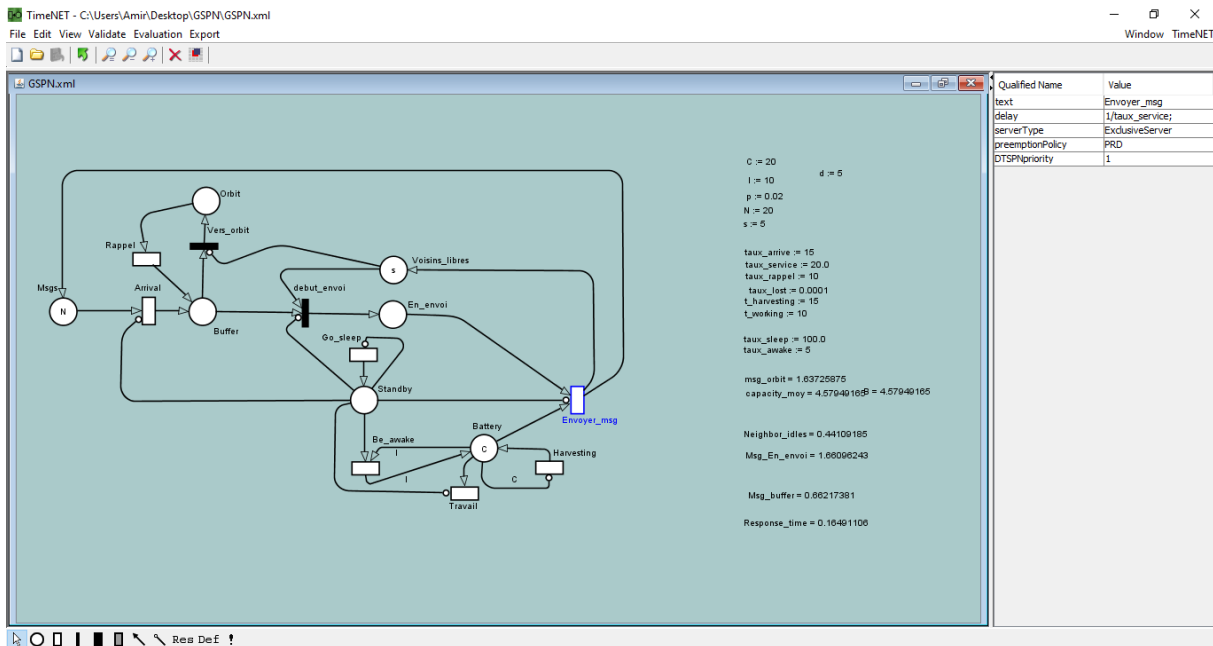 TimeNET - C:\Users\Amir\Desktop\GSPN\GSPN.xml
File Edit View Validate Evaluation Export
Window TimeNET
GSPN.xml
Qualified Name Value
text Envoyer_msg
delay 1/taux_service;
serverType ExclusiveServer
preemptionPolicy PRD
DTSPNpriority 1
Orbit
Vers_orbit
Rappel
Voisins_libres
s
Msgs
Arrival
debut_envoi
En_envoi
N
Buffer
Go_sleep
Standby
Envoyer_msg
Battery
Be_awake
I
C
Harvesting
I
C
Travail
C := 20
d := 5
I := 10
p := 0.02
N := 20
s := 5
taux_arrive := 15
taux_service := 20.0
taux_rappel := 10
taux_lost := 0.0001
t_harvesting := 15
t_working := 10
taux_sleep := 100.0
taux_awake := 5
msg_orbit = 1.63725875
capacity_moy = 4.57949165
B = 4.57949165
Neighbor_idles = 0.44109185
Msg_En_envoi = 1.66096243
Msg_buffer = 0.66217381
Response_time = 0.16491106
Res Def !